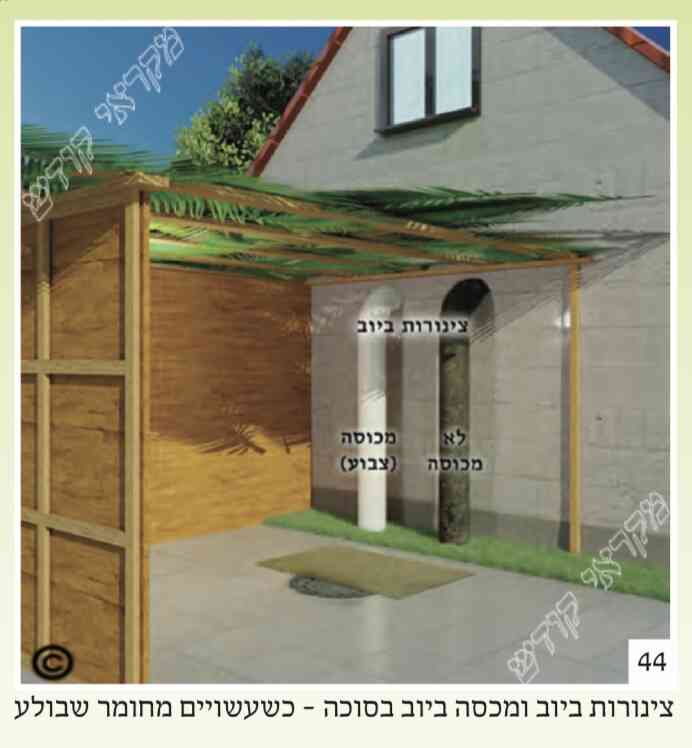 מקראי קודש
צינורות ביוב
מכוסה
(צבוע)
לא
מכוסה
מקראי קודש
©
44
צינורות ביוב ומכסה ביוב בסוכה - כשעשויים מחומר שבולע